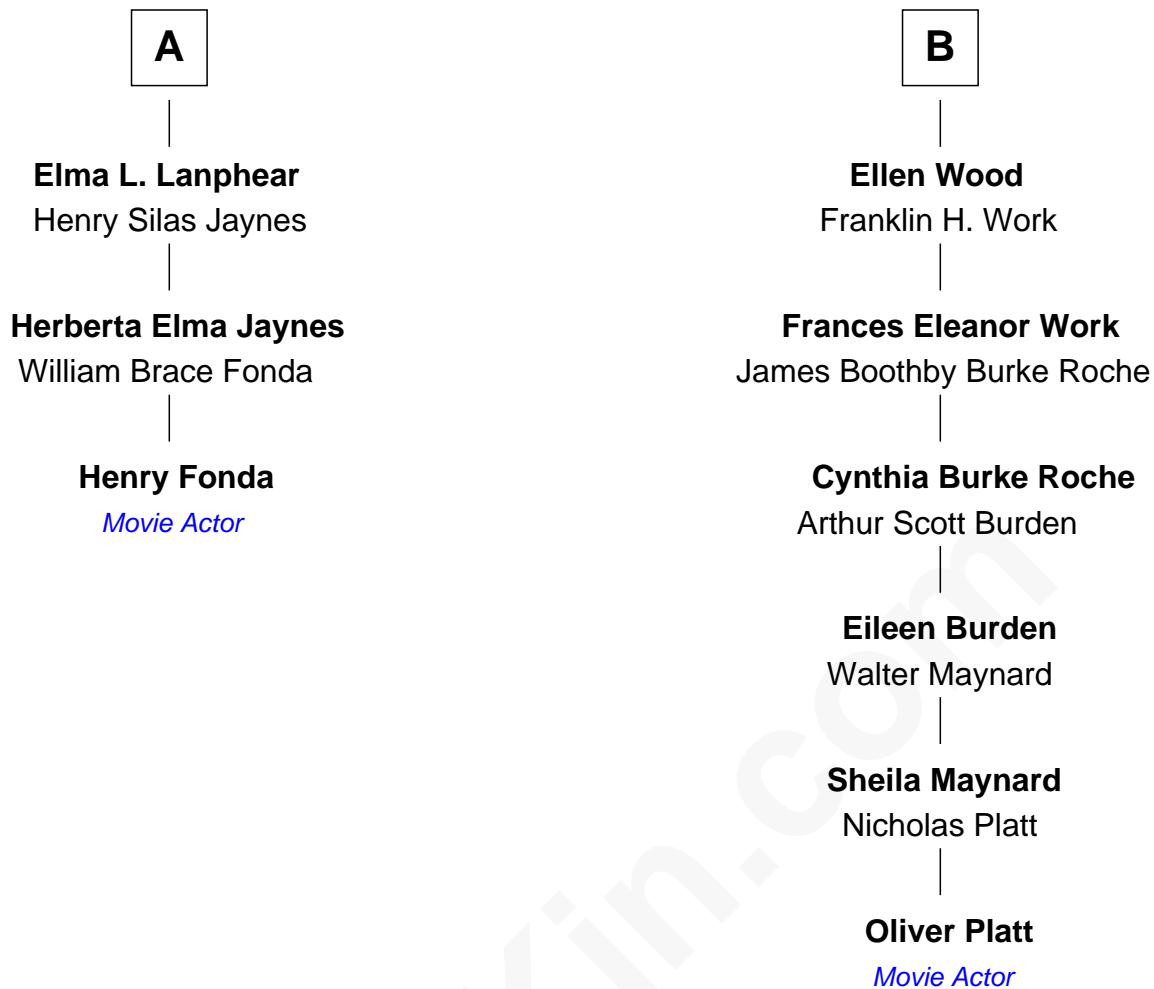 A
Elma L. Lanphear
Henry Silas Jaynes
Herberta Elma Jaynes
William Brace Fonda
Henry Fonda
Movie Actor
B
Ellen Wood
Franklin H. Work
Frances Eleanor Work
James Boothby Burke Roche
Cynthia Burke Roche
Arthur Scott Burden
Eileen Burden
Walter Maynard
Sheila Maynard
Nicholas Platt
Oliver Platt
Movie Actor
Kin.com